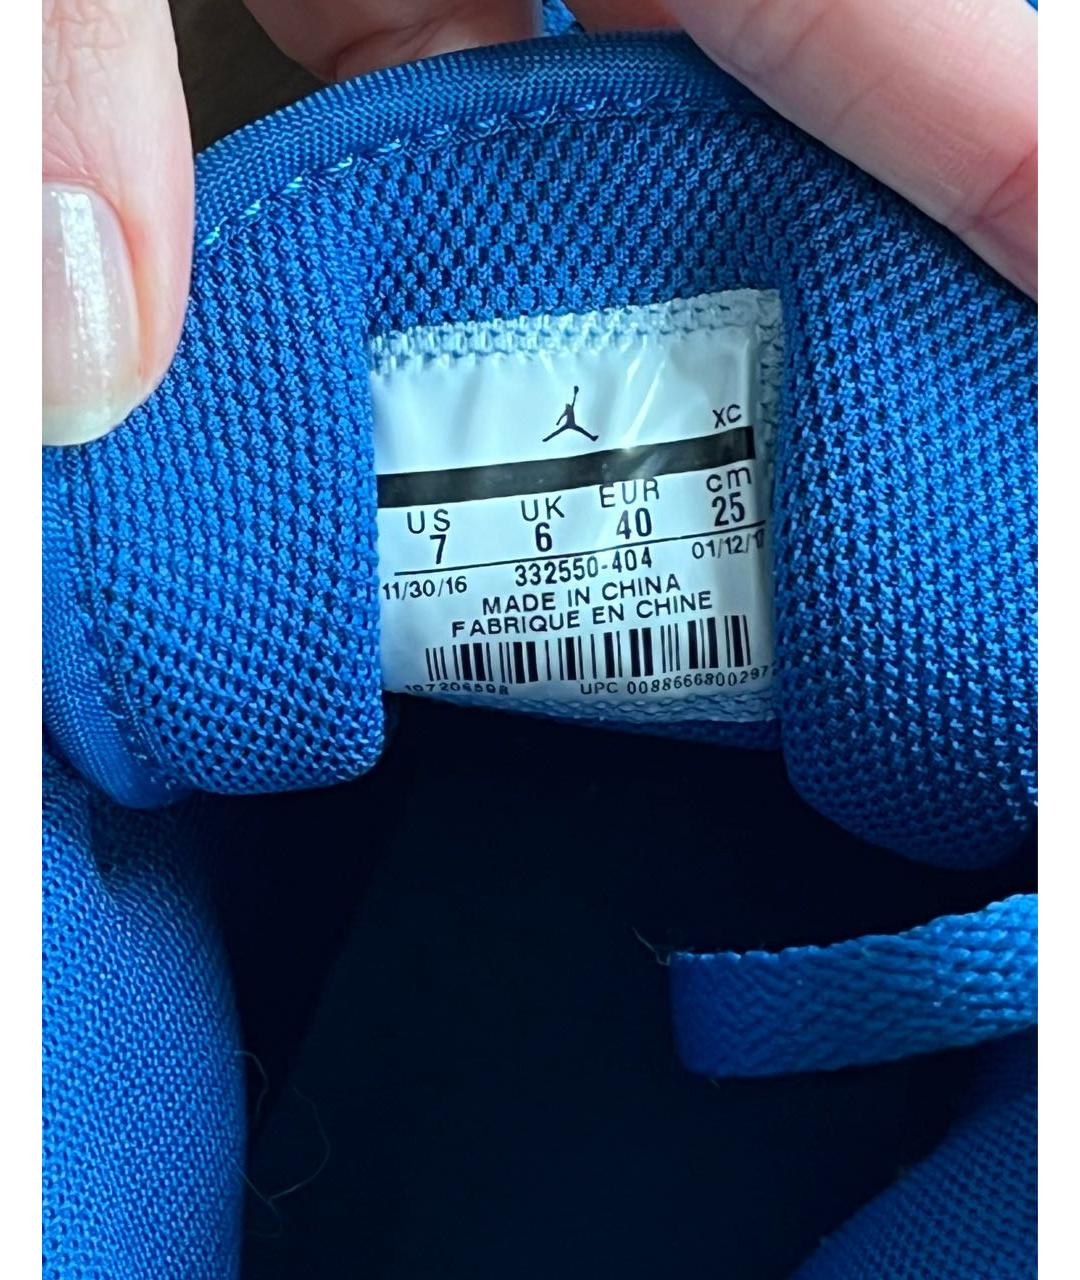 XC
US UK EUR cm
7 6 40 25
11/30/16 332550-404 01/12/17
MADE IN CHINA
FABRIQUE EN CHINE
UPC 0088666800297